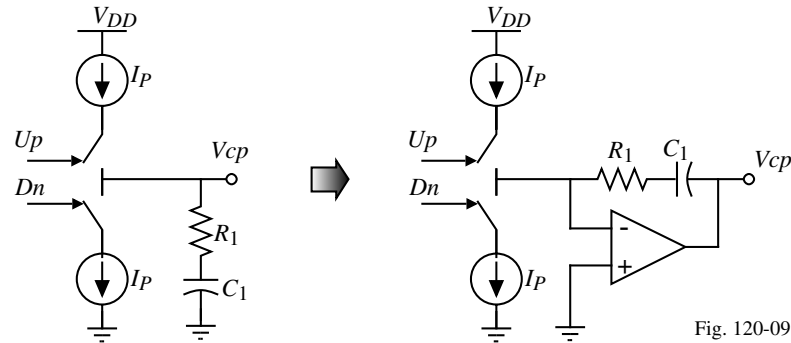 VDD
IP
Up
Vcp
Dn
R1
IP
C1
VDD
IP
Up
R1
C1
Vcp
Dn
-
+
IP
Fig. 120-09